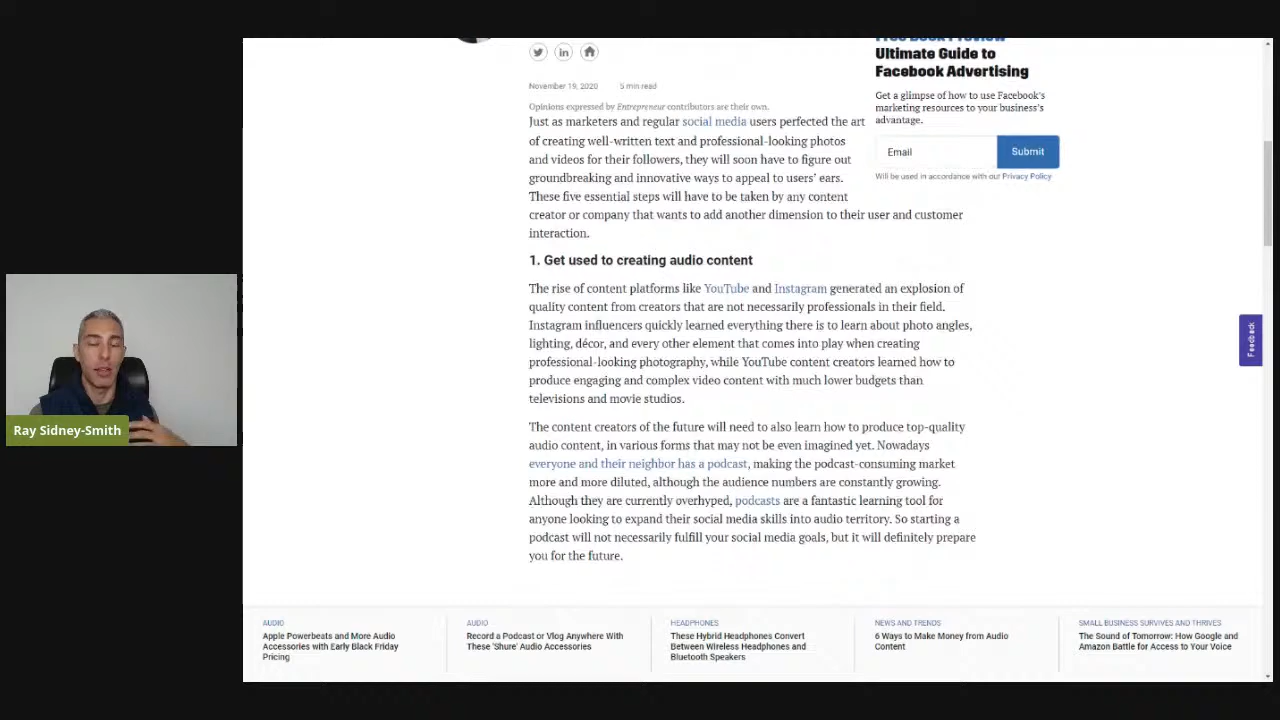 Free Book Preview
Ultimate Guide to
Facebook Advertising
Get a glimpse of how to use Facebook's
marketing resources to your business's
advantage.
Email
Submit
Will be used in accordance with our Privacy Policy
November 19, 2020 5 min read
Opinions expressed by Entrepreneur contributors are their own.
Just as marketers and regular social media users perfected the art
of creating well-written text and professional-looking photos
and videos for their followers, they will soon have to figure out
groundbreaking and innovative ways to appeal to users' ears.
These five essential steps will have to be taken by any content
creator or company that wants to add another dimension to their user and customer
interaction.
1. Get used to creating audio content
The rise of content platforms like YouTube and Instagram generated an explosion of
quality content from creators that are not necessarily professionals in their field.
Instagram influencers quickly learned everything there is to learn about photo angles,
lighting, décor, and every other element that comes into play when creating
professional-looking photography, while YouTube content creators learned how to
produce engaging and complex video content with much lower budgets than
televisions and movie studios.
The content creators of the future will need to also learn how to produce top-quality
audio content, in various forms that may not be even imagined yet. Nowadays
everyone and their neighbor has a podcast, making the podcast-consuming market
more and more diluted, although the audience numbers are constantly growing.
Although they are currently overhyped, podcasts are a fantastic learning tool for
anyone looking to expand their social media skills into audio territory. So starting a
podcast will not necessarily fulfill your social media goals, but it will definitely prepare
you for the future.
Feedback
Ray Sidney-Smith
AUDIO
Apple Powerbeats and More Audio
Accessories with Early Black Friday
Pricing
AUDIO
Record a Podcast or Vlog Anywhere With
These 'Shure' Audio Accessories
HEADPHONES
These Hybrid Headphones Convert
Between Wireless Headphones and
Bluetooth Speakers
NEWS AND TRENDS
6 Ways to Make Money from Audio
Content
SMALL BUSINESS SURVIVES AND THRIVES
The Sound of Tomorrow: How Google and
Amazon Battle for Access to Your Voice